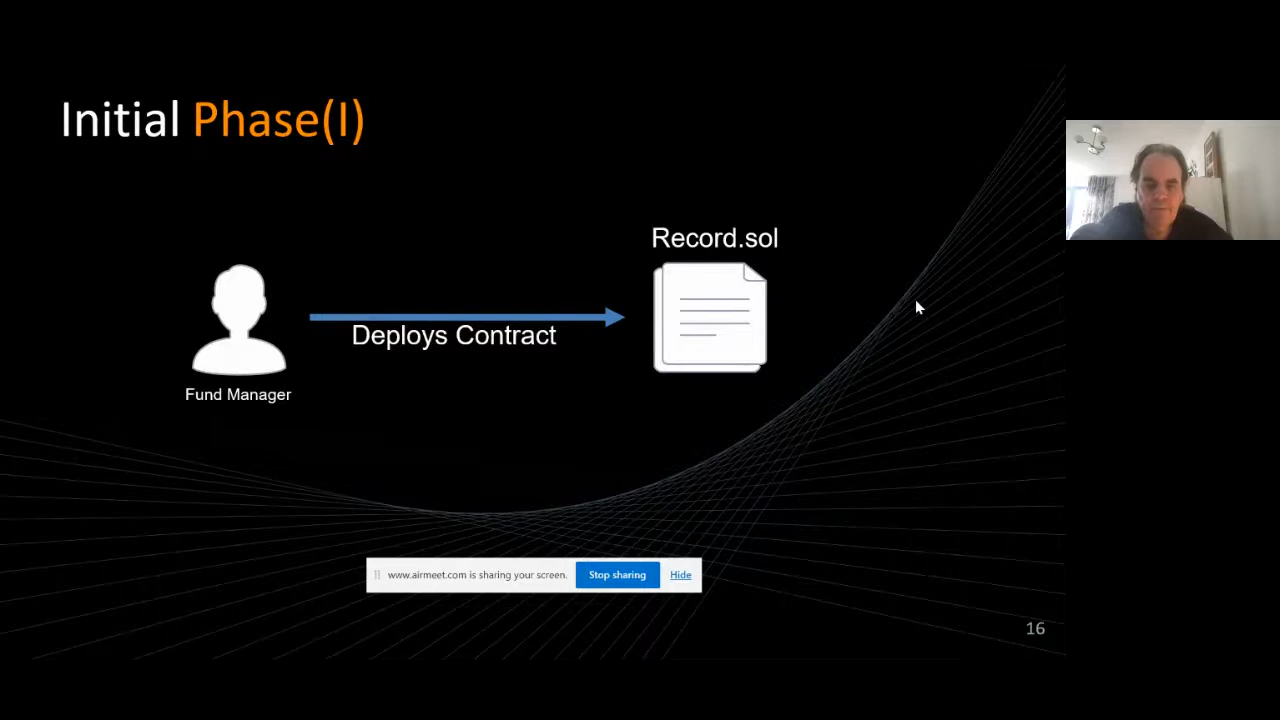 Initial Phase(I)
Record.sol
Deploys Contract
Fund Manager
www.airmeet.com is sharing your screen. Stop sharing Hide
16